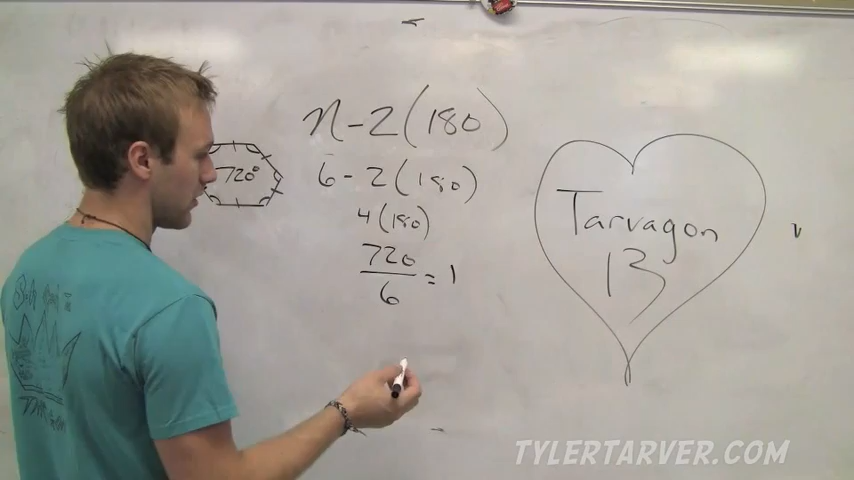 n-2(180)
720°
6-2(180)
4(180)
720
6
= 1
Tarvagon
13
TYLERTARVER.COM